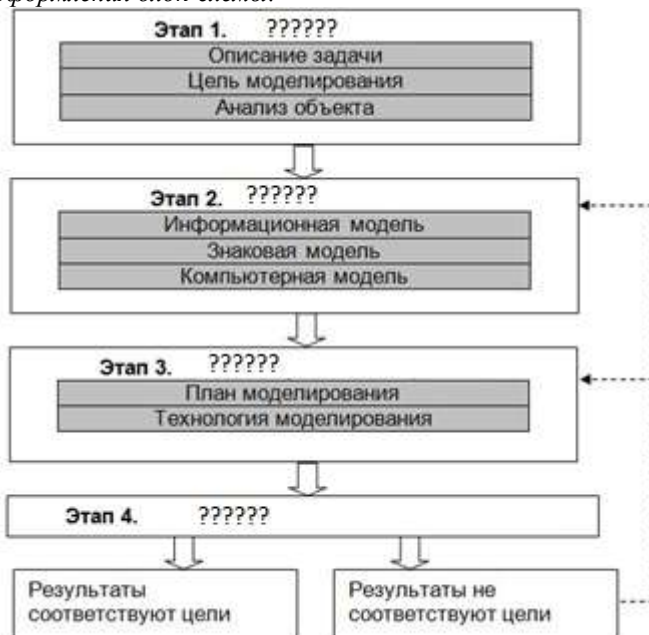 Этап 1. ??????
Описание задачи
Цель моделирования
Анализ объекта
Этап 2. ??????
Информационная модель
Знаковая модель
Компьютерная модель
Этап 3. ??????
План моделирования
Технология моделирования
Этап 4. ??????
Результаты
соответствуют цели
Результаты не
соответствуют цели